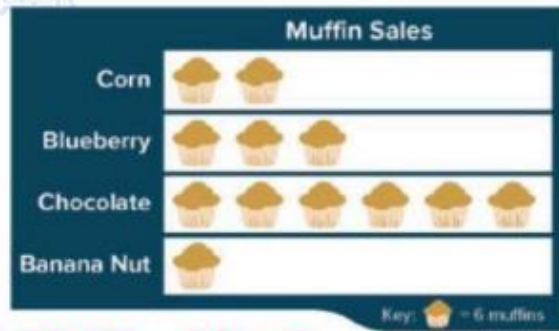 Muffin Sales
Corn
Blueberry
Chocolate
Banana Nut
Key: = 6 muffins